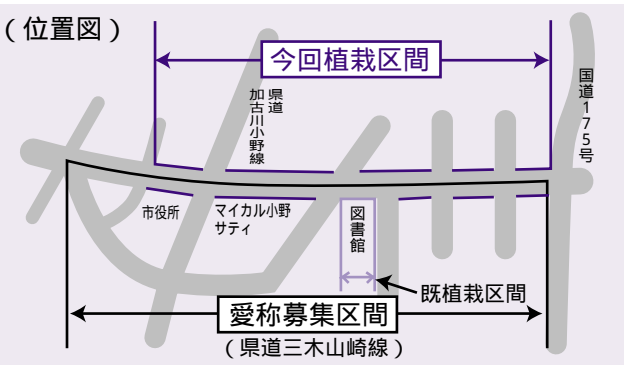 （位置図）
今回植栽区間
県道
加古川小野線
国道175号
市役所
マイカル小野
サティ
図書館
既植栽区間
愛称募集区間
（県道三木山崎線）